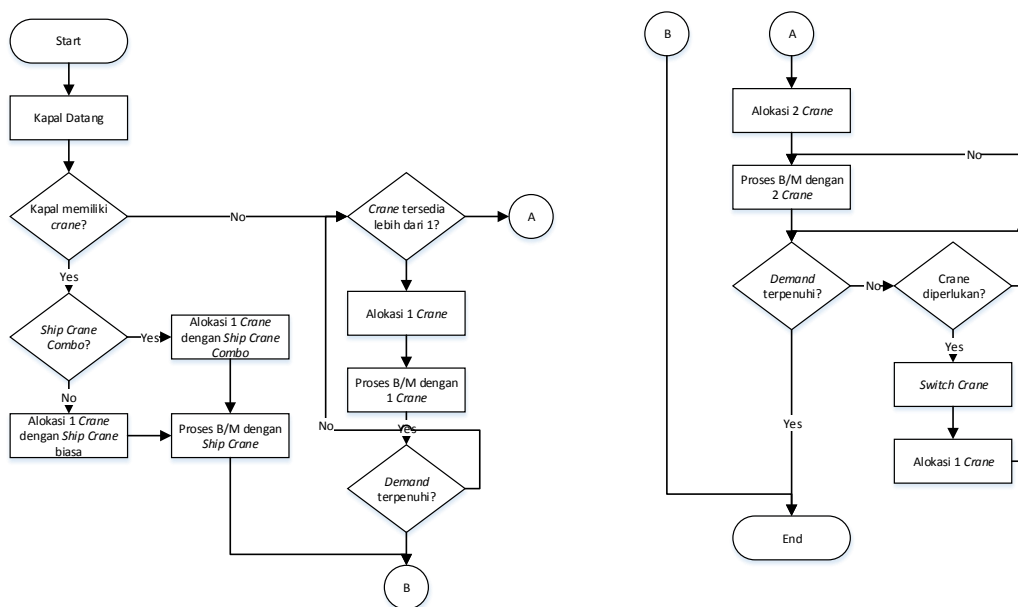 Start
Kapal Datang
Kapal memiliki
crane?
No
Yes
Ship Crane
Combo?
Yes
Alokasi 1 Crane
dengan Ship Crane
Combo
No
Alokasi 1 Crane
dengan Ship Crane
biasa
Proses B/M dengan
Ship Crane
Crane tersedia
lebih dari 1?
A
Alokasi 1 Crane
Proses B/M dengan
1 Crane
No
Yes
Demand
terpenuhi?
B
B
A
Alokasi 2 Crane
No
Proses B/M dengan
2 Crane
Demand
terpenuhi?
No
Crane
diperlukan?
Yes
Switch Crane
Yes
Alokasi 1 Crane
End